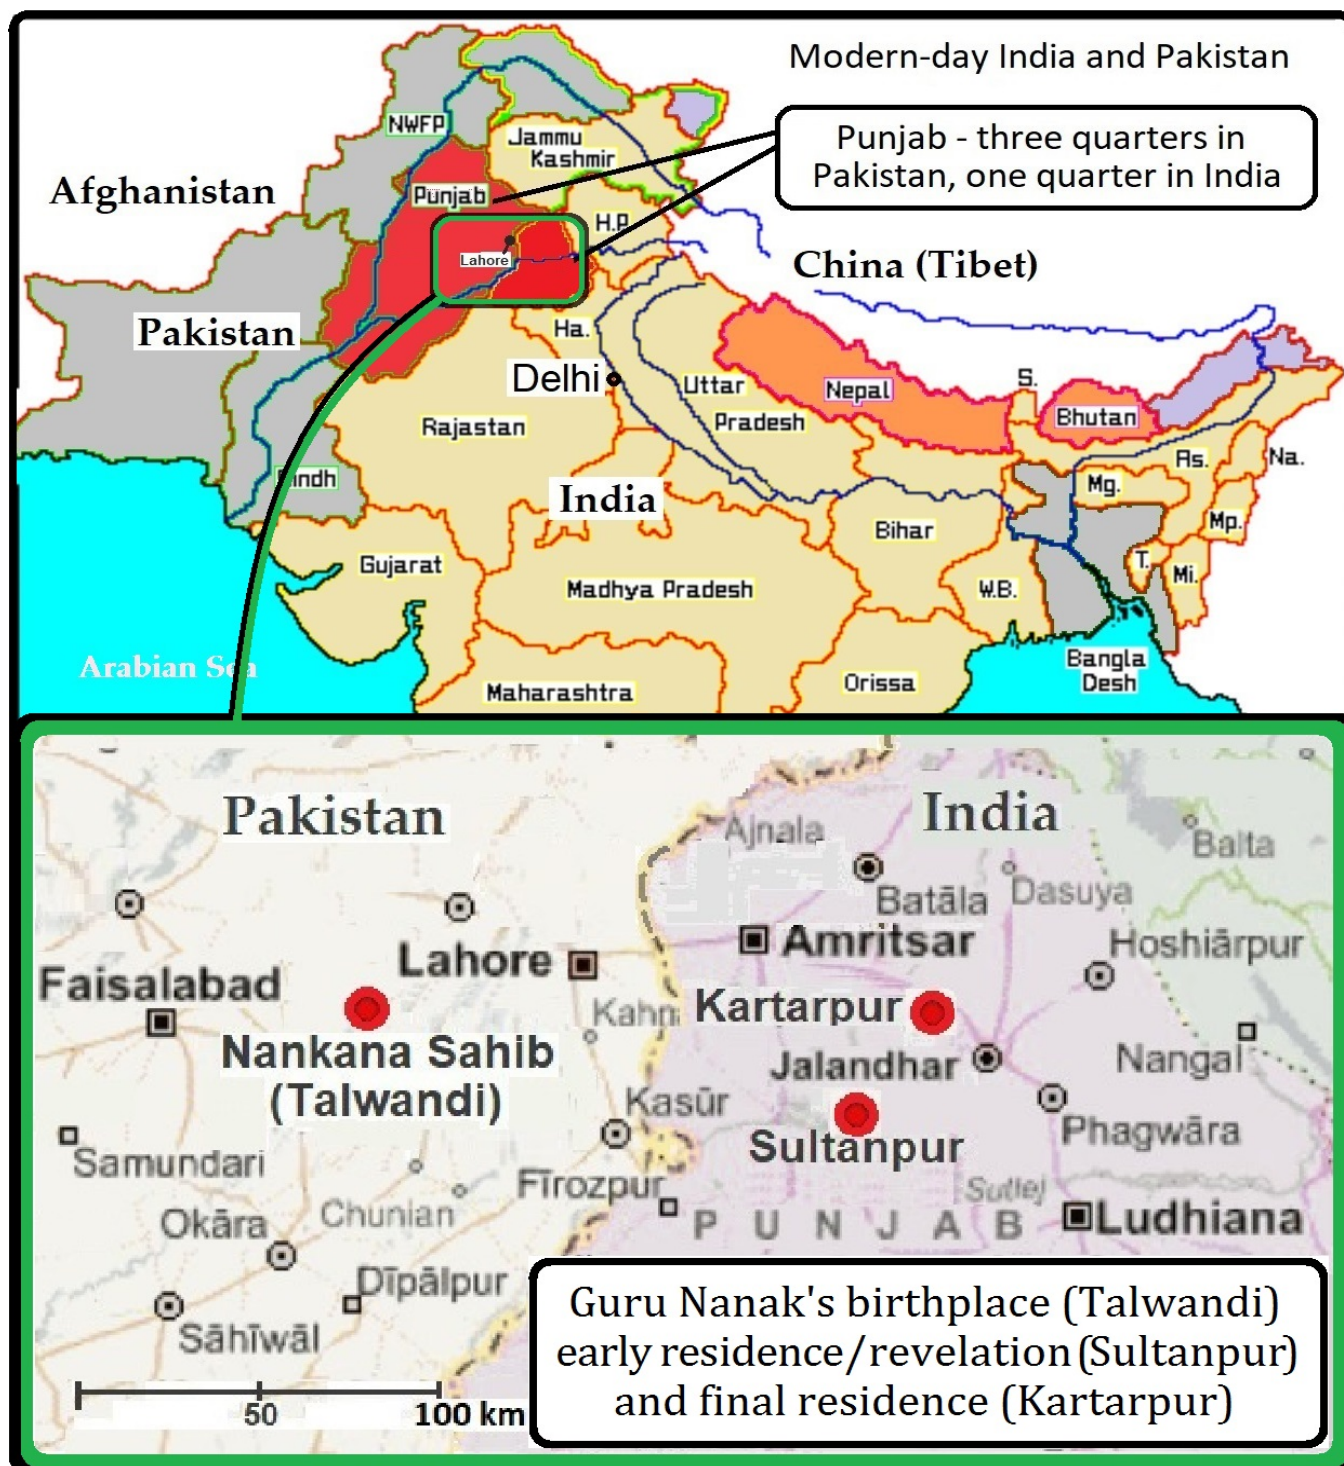 Modern-day India and Pakistan
Punjab - three quarters in
Pakistan, one quarter in India
NWFP
Jammu
Kashmir
Afghanistan
Punjab
H.P.
Lahore
China (Tibet)
Pakistan
Ha.
Delhi
Uttar
Pradesh
Nepal
S.
Bhutan
Rajastan
As.
Na.
Mg.
India
Mp.
Bihar
Gujarat
T.
Mi.
Madhya Pradesh
W.B.
Arabian Sea
Bangla
Desh
Maharashtra
Orissa
Pakistan
India
Ajnala
Balta
Batāla
Dasuya
Amritsar
Hoshiārpur
Lahore
Faisalabad
Kartarpur
Kahn
Nankana Sahib
(Talwandi)
Jalandhar
Nangal
Kasūr
Phagwāra
Sultanpur
Samundari
Fīrozpur
Sutlej
Okāra
Chunian
PUNJAB
Ludhiana
Dīpālpur
Sāhīwāl
50
100 km
Guru Nanak's birthplace (Talwandi)
early residence/revelation (Sultanpur)
and final residence (Kartarpur)